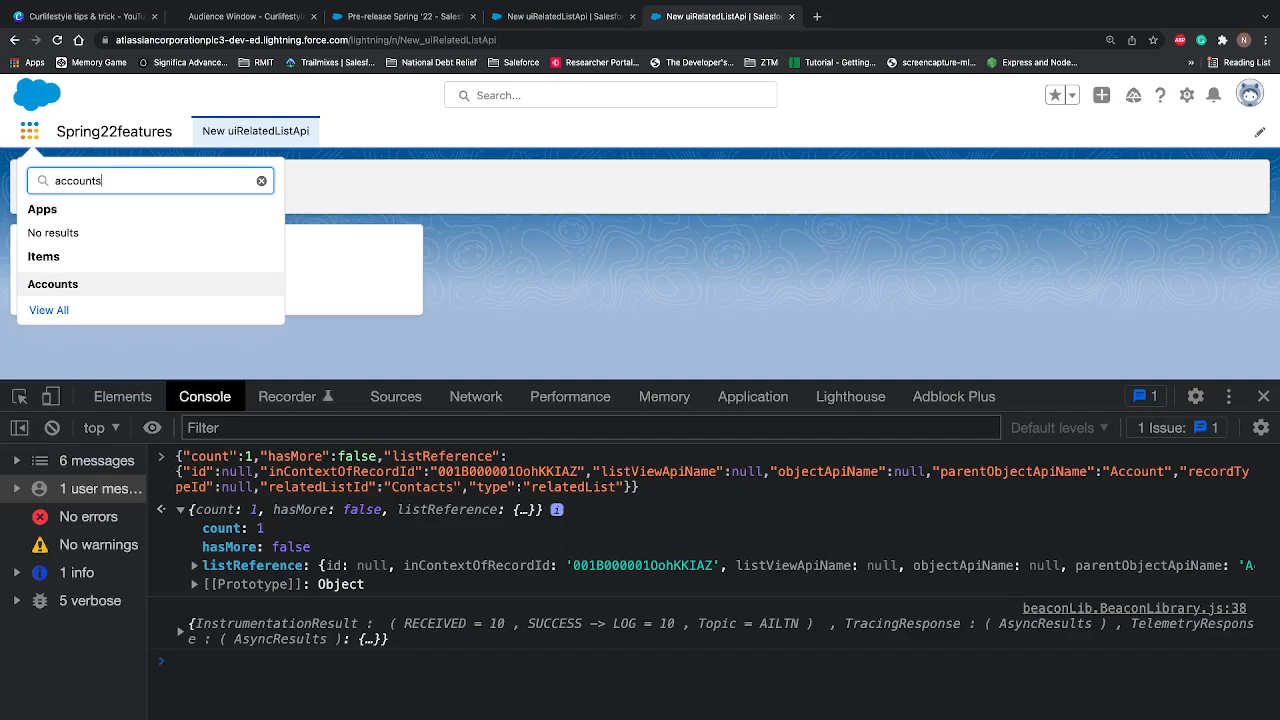 Curlifestyle tips & trick - YouTu
Audience Window - Curlifestyle
Pre-release Spring '22 - Salesfo
New uiRelatedListApi | Salesfor
New uiRelatedListApi | Salesfor
atlassiancorporationplc3-dev-ed.lightning.force.com/lightning/n/New_uiRelatedListApi
ABP
N
Apps
Memory Game
Significa Advance...
RMIT
Trailmixes | Salesf...
National Debt Relief
Salesforce
Researcher Portal...
The Developer's...
ZTM
Tutorial - Getting...
screencapture-m...
Express and Node...
»
Reading List
Search...
Spring22features
New uiRelatedListApi
accounts
Apps
No results
Items
Accounts
View All
Elements
Console
Recorder
Sources
Network
Performance
Memory
Application
Lighthouse
Adblock Plus
1
top
Filter
Default levels
1 Issue:
1
6 messages
1 user mes...
No errors
No warnings
1 info
5 verbose
{"count":1,"hasMore":false,"listReference":
{"id":null,"inContextOfRecordId":"001B000001OohKKIAZ","listViewApiName":null,"objectApiName":null,"parentObjectApiName":"Account","recordTy
peId":null,"relatedListId":"Contacts","type":"relatedList"}}
{count: 1, hasMore: false, listReference: {…}}
count: 1
hasMore: false
listReference: {id: null, inContextOfRecordId: '001B000001OohKKIAZ', listViewApiName: null, objectApiName: null, parentObjectApiName: 'A
[[Prototype]]: Object
beaconLib.BeaconLibrary.js:38
{InstrumentationResult : ( RECEIVED = 10 , SUCCESS –> LOG = 10 , Topic = AILTN ) , TracingResponse : ( AsyncResults ) , TelemetryRespons
e : ( AsyncResults ): {…}}